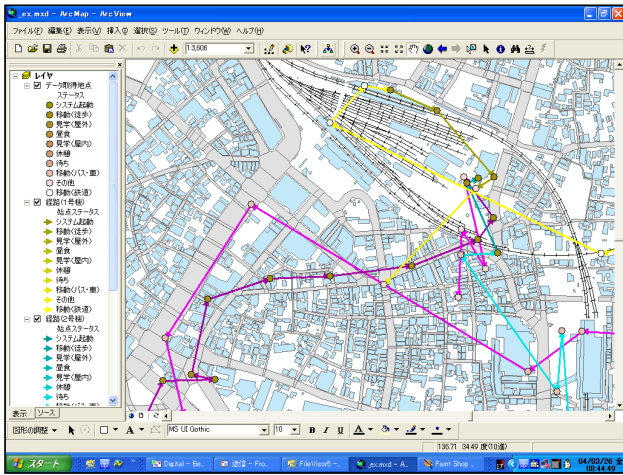 _ex.mxd - ArcMap - ArcView
ファイル(F) 編集(E) 表示(V) 挿入(I) 選択(S) ツール(T) ウィンドウ(W) ヘルプ(H)
1:3,606
レイヤ
データ取得地点
ステータス
システム起動
移動(徒歩)
見学(屋外)
昼食
見学(屋内)
休憩
待ち
移動(バス・車)
その他
移動(鉄道)
経路(1号機)
始点ステータス
システム起動
移動(徒歩)
見学(屋外)
昼食
見学(屋内)
休憩
待ち
移動(バス・車)
その他
移動(鉄道)
経路(2号機)
始点ステータス
システム起動
移動(徒歩)
見学(屋外)
昼食
見学(屋内)
休憩
待ち
表示 ソース
図形の調整 A MS UI Gothic 10 B I U A
136.71 34.49 度(10進)
スタート Digital - Be... 送信 - Fro... FileVisor5 -... _ex.mxd - A... Paint Shop... 04/03/26 金
08:44:49